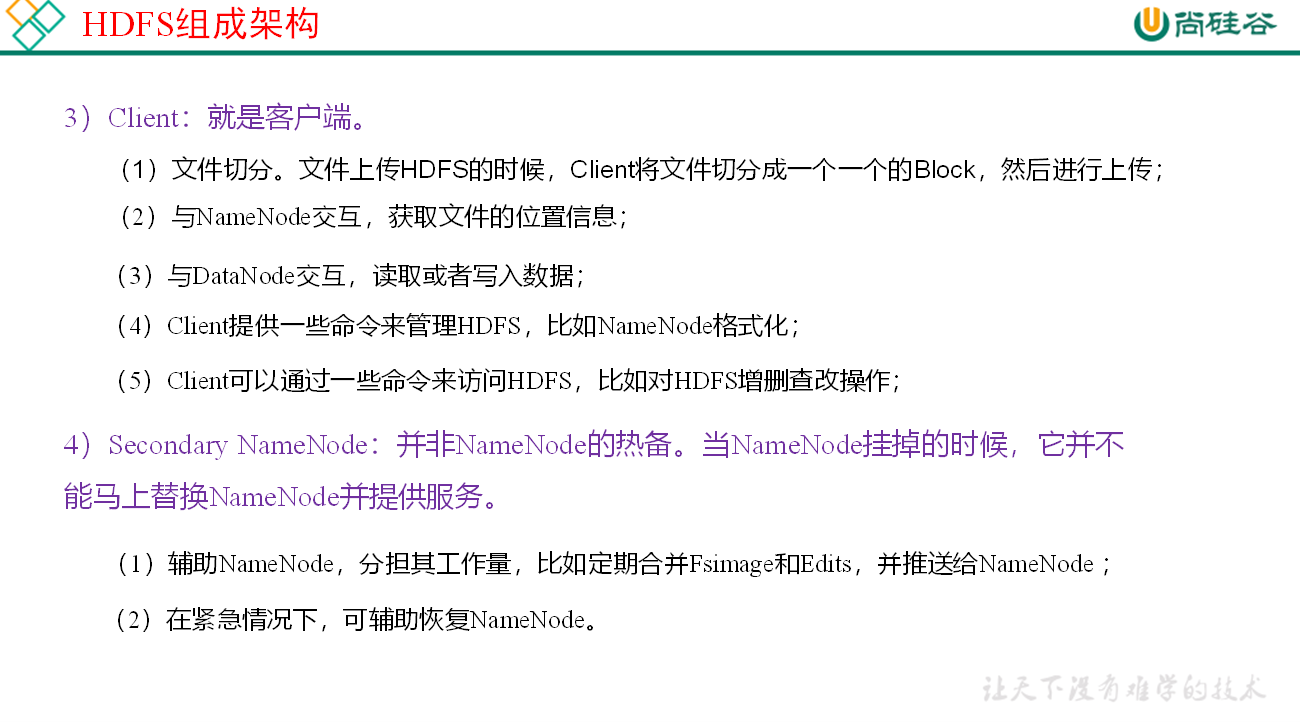 HDFS组成架构
尚硅谷
3）Client：就是客户端。
（1）文件切分。文件上传HDFS的时候，Client将文件切分成一个一个的Block，然后进行上传；
（2）与NameNode交互，获取文件的位置信息；
（3）与DataNode交互，读取或者写入数据；
（4）Client提供一些命令来管理HDFS，比如NameNode格式化；
（5）Client可以通过一些命令来访问HDFS，比如对HDFS增删查改操作；
4）Secondary NameNode：并非NameNode的热备。当NameNode挂掉的时候，它并不
能马上替换NameNode并提供服务。
（1）辅助NameNode，分担其工作量，比如定期合并Fsimage和Edits，并推送给NameNode ；
（2）在紧急情况下，可辅助恢复NameNode。
让天下没有难学的技术